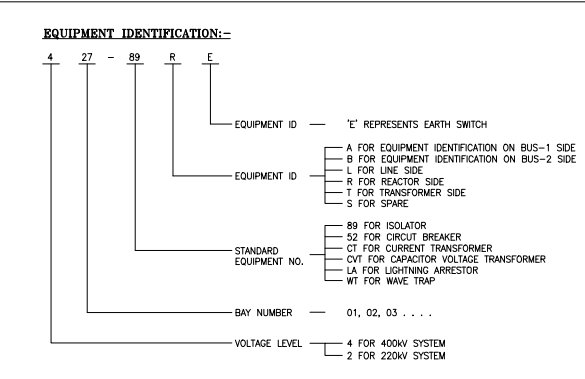 EQUIPMENT IDENTIFICATION:-
4 27 - 89 R E
EQUIPMENT ID — 'E' REPRESENTS EARTH SWITCH
A FOR EQUIPMENT IDENTIFICATION ON BUS-1 SIDE
B FOR EQUIPMENT IDENTIFICATION ON BUS-2 SIDE
EQUIPMENT ID
L FOR LINE SIDE
R FOR REACTOR SIDE
T FOR TRANSFORMER SIDE
S FOR SPARE
89 FOR ISOLATOR
52 FOR CIRCUT BREAKER
STANDARD
EQUIPMENT NO.
CT FOR CURRENT TRANSFORMER
CVT FOR CAPACITOR VOLTAGE TRANSFORMER
LA FOR LIGHTNING ARRESTOR
WT FOR WAVE TRAP
BAY NUMBER — 01, 02, 03 . . . .
VOLTAGE LEVEL
4 FOR 400kV SYSTEM
2 FOR 220kV SYSTEM